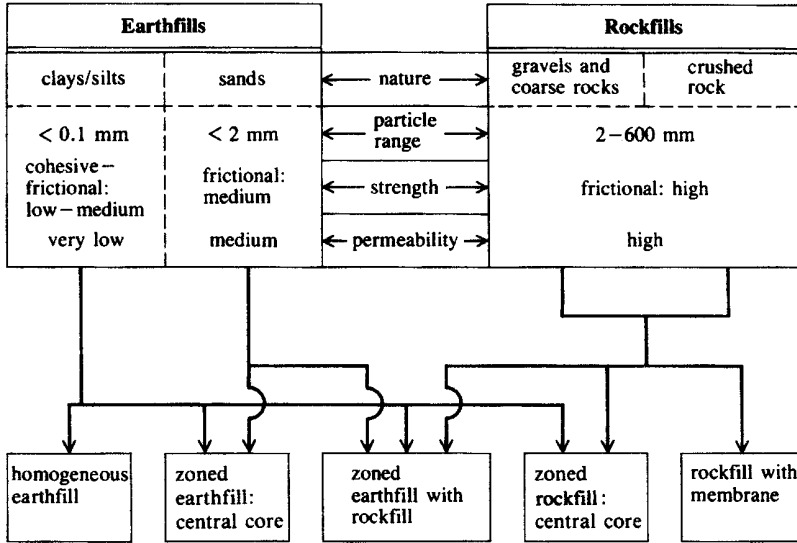 Earthfills
Rockfills
clays/silts
sands
nature
gravels and
coarse rocks
crushed
rock
< 0.1 mm
< 2 mm
particle
range
2−600 mm
cohesive−
frictional:
low−medium
frictional:
medium
strength
frictional: high
very low
medium
permeability
high
homogeneous
earthfill
zoned
earthfill:
central core
zoned
earthfill with
rockfill
zoned
rockfill:
central core
rockfill with
membrane